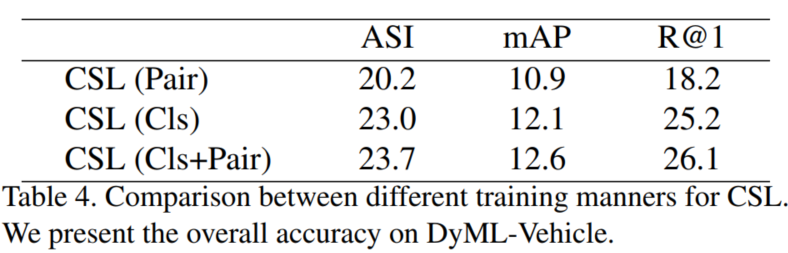 ASI mAP R@1
CSL (Pair) 20.2 10.9 18.2
CSL (Cls) 23.0 12.1 25.2
CSL (Cls+Pair) 23.7 12.6 26.1
Table 4. Comparison between different training manners for CSL.
We present the overall accuracy on DyML-Vehicle.